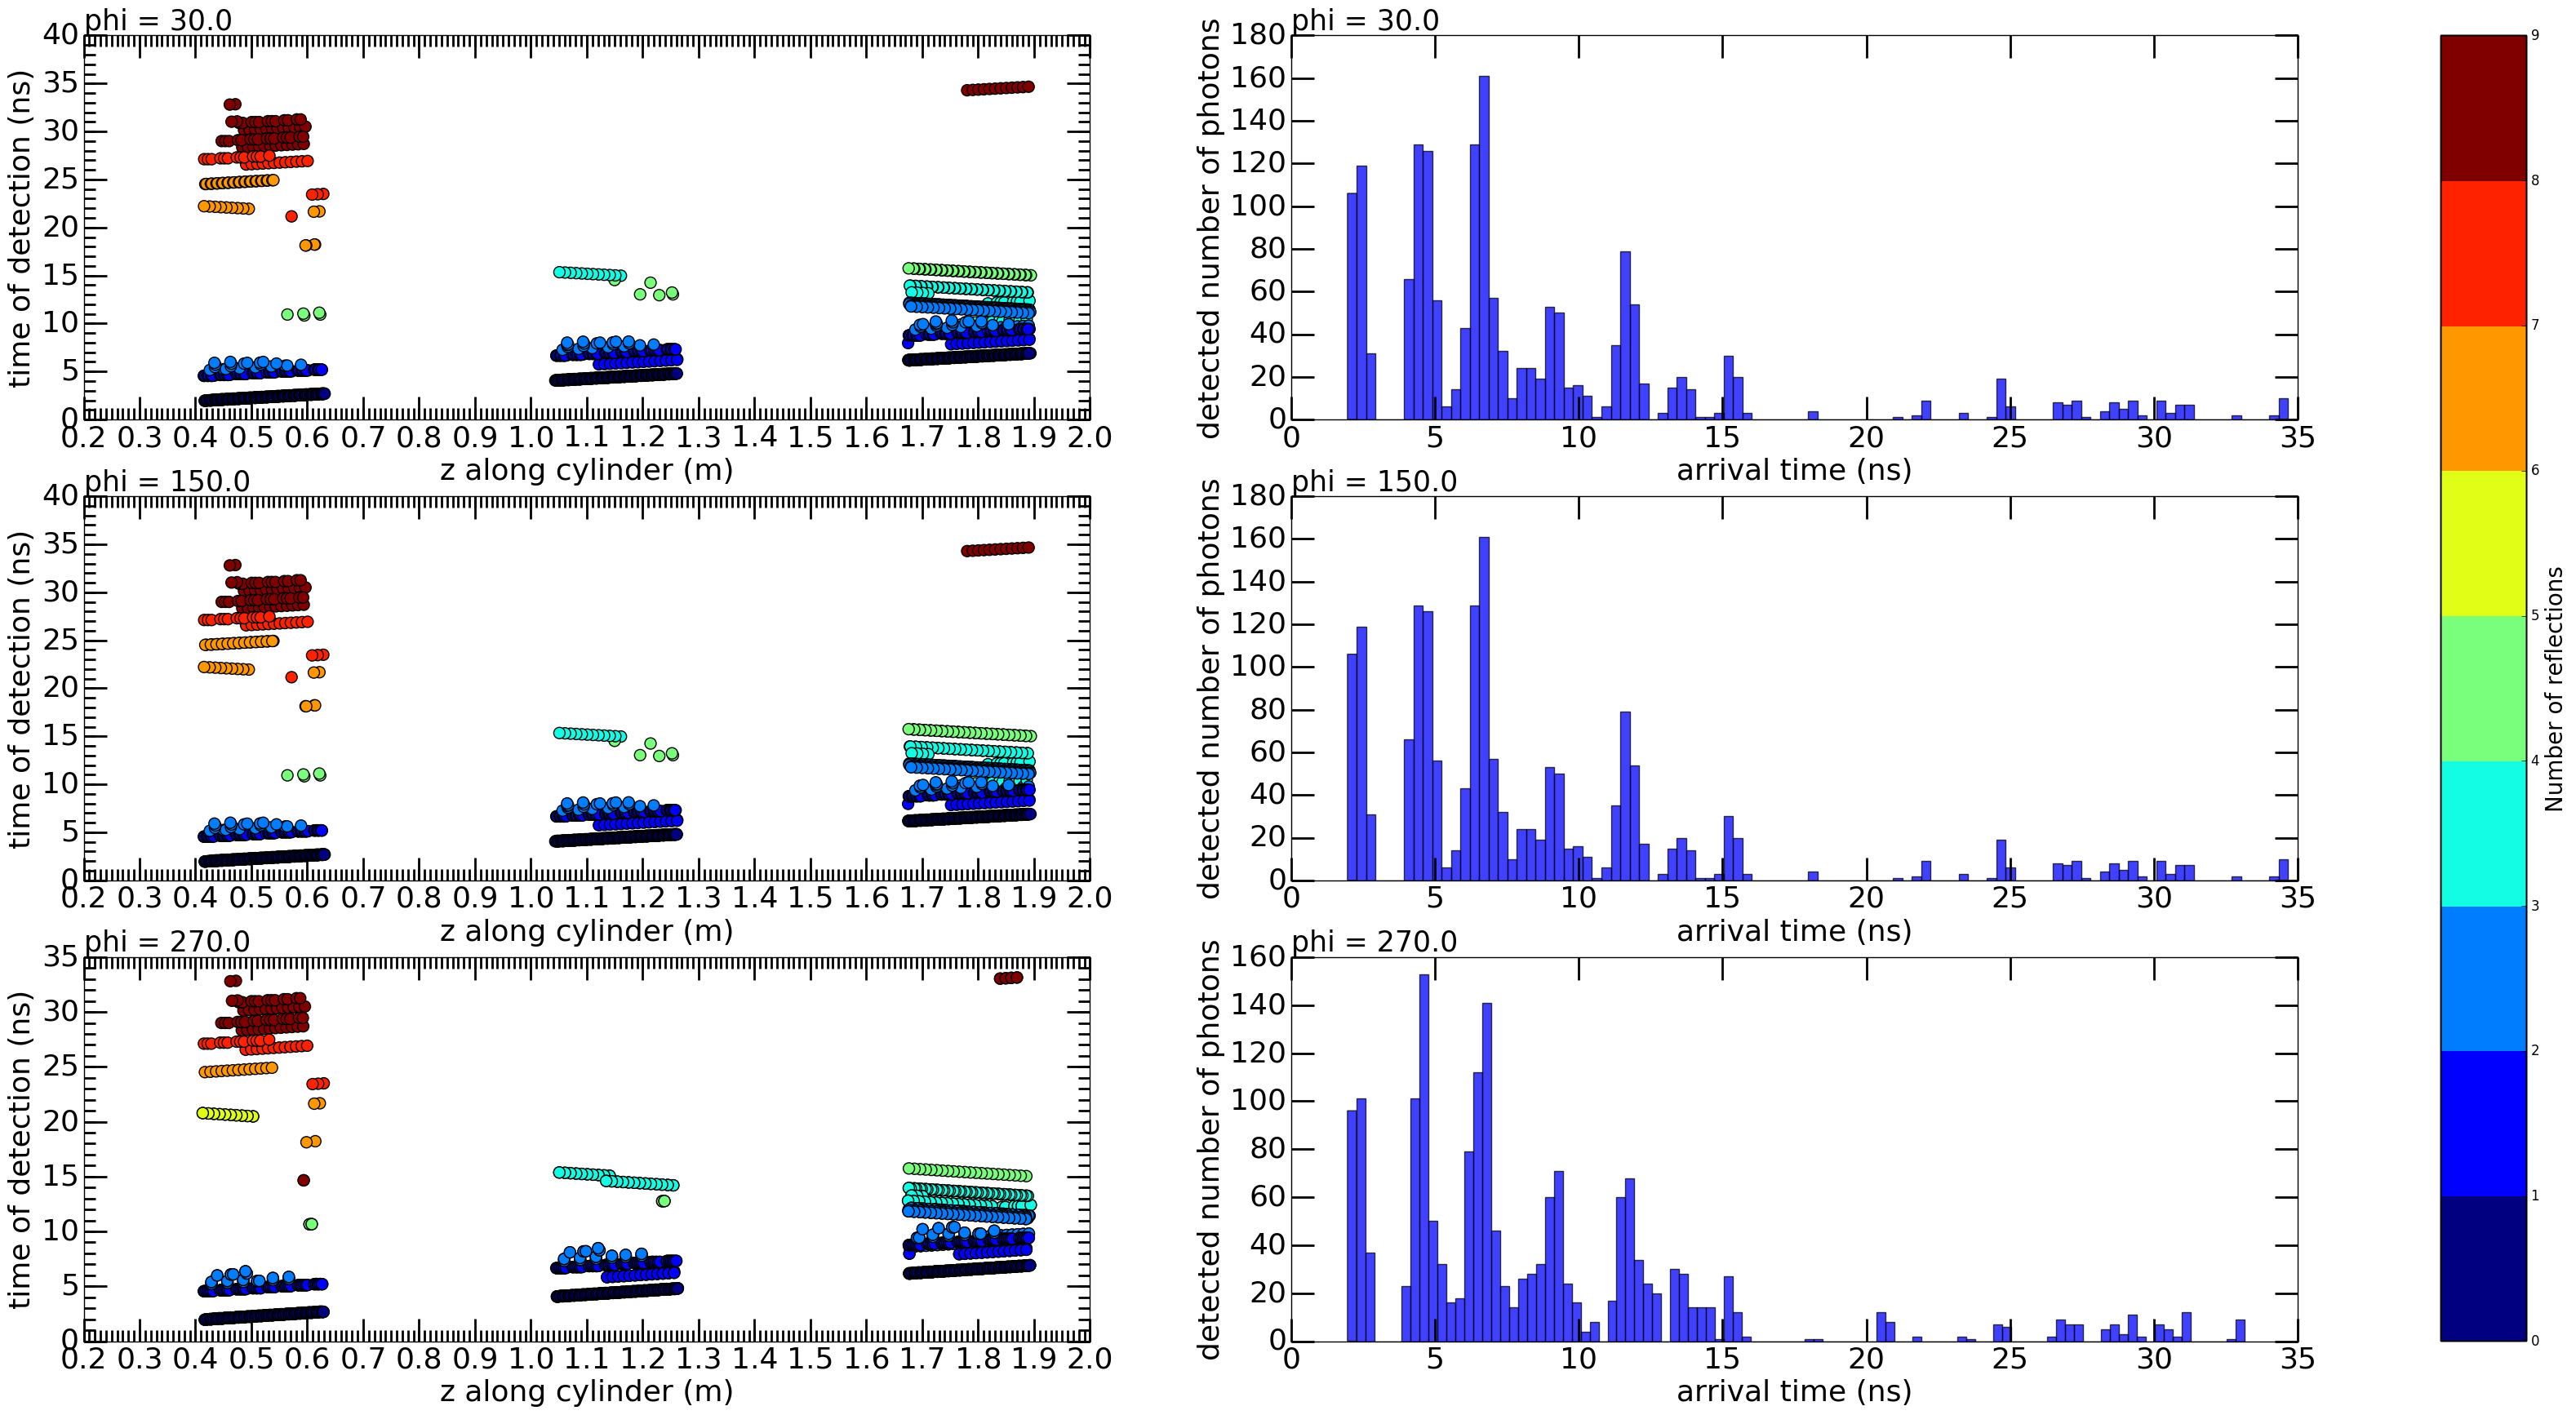 phi = 30.0
time of detection (ns)
40
35
30
25
20
15
10
5
0
0.2 0.3 0.4 0.5 0.6 0.7 0.8 0.9 1.0 1.1 1.2 1.3 1.4 1.5 1.6 1.7 1.8 1.9 2.0
z along cylinder (m)
phi = 30.0
detected number of photons
180
160
140
120
100
80
60
40
20
0
0 5 10 15 20 25 30 35
arrival time (ns)
phi = 150.0
time of detection (ns)
40
35
30
25
20
15
10
5
0
0.2 0.3 0.4 0.5 0.6 0.7 0.8 0.9 1.0 1.1 1.2 1.3 1.4 1.5 1.6 1.7 1.8 1.9 2.0
z along cylinder (m)
phi = 150.0
detected number of photons
180
160
140
120
100
80
60
40
20
0
0 5 10 15 20 25 30 35
arrival time (ns)
phi = 270.0
time of detection (ns)
35
30
25
20
15
10
5
0
0.2 0.3 0.4 0.5 0.6 0.7 0.8 0.9 1.0 1.1 1.2 1.3 1.4 1.5 1.6 1.7 1.8 1.9 2.0
z along cylinder (m)
phi = 270.0
detected number of photons
160
140
120
100
80
60
40
20
0
0 5 10 15 20 25 30 35
arrival time (ns)
9
8
7
6
5
4
3
2
1
0
Number of reflections